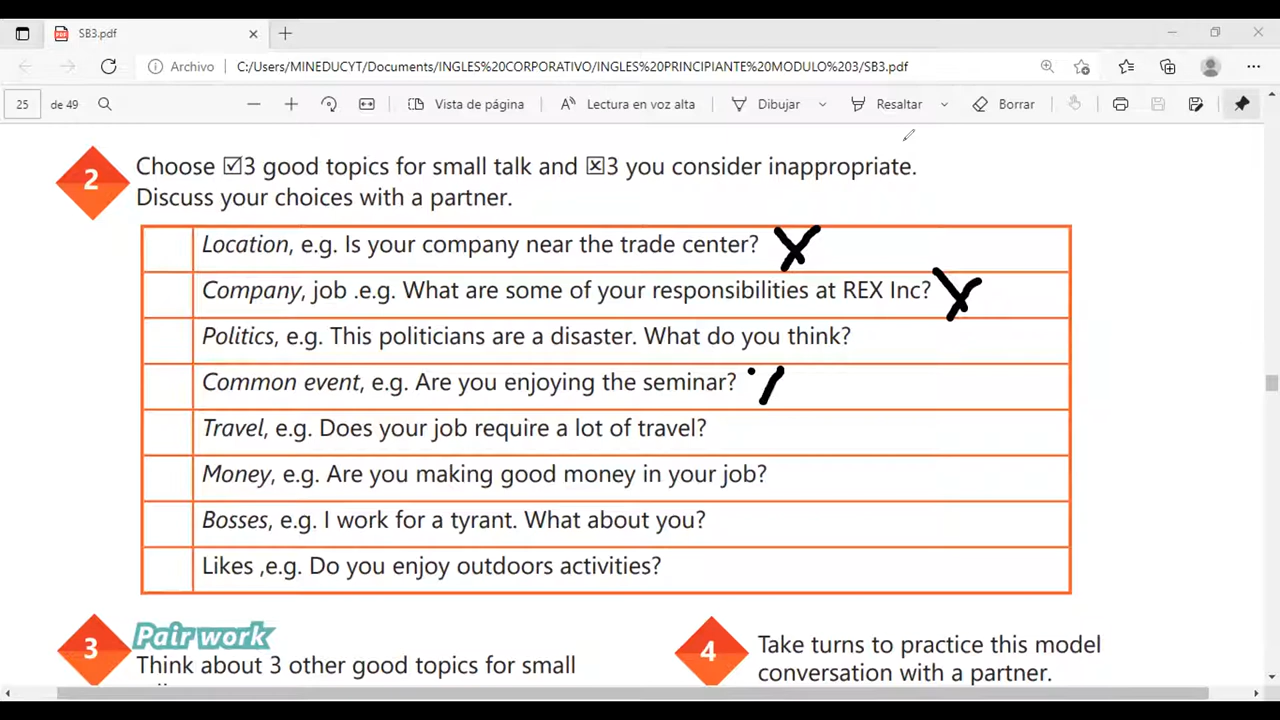 SB3.pdf
Archivo C:/Users/MINEDUCYT/Documents/INGLES%20CORPORATIVO/INGLES%20PRINCIPIANTE%20MODULO%203/SB3.pdf
25 de 49 Vista de página Lectura en voz alta Dibujar Resaltar Borrar
2 Choose ☑3 good topics for small talk and ☒3 you consider inappropriate.
Discuss your choices with a partner.
Location, e.g. Is your company near the trade center? X
Company, job .e.g. What are some of your responsibilities at REX Inc? X
Politics, e.g. This politicians are a disaster. What do you think?
Common event, e.g. Are you enjoying the seminar?
Travel, e.g. Does your job require a lot of travel?
Money, e.g. Are you making good money in your job?
Bosses, e.g. I work for a tyrant. What about you?
Likes ,e.g. Do you enjoy outdoors activities?
3 Pair work
Think about 3 other good topics for small
4 Take turns to practice this model
conversation with a partner.